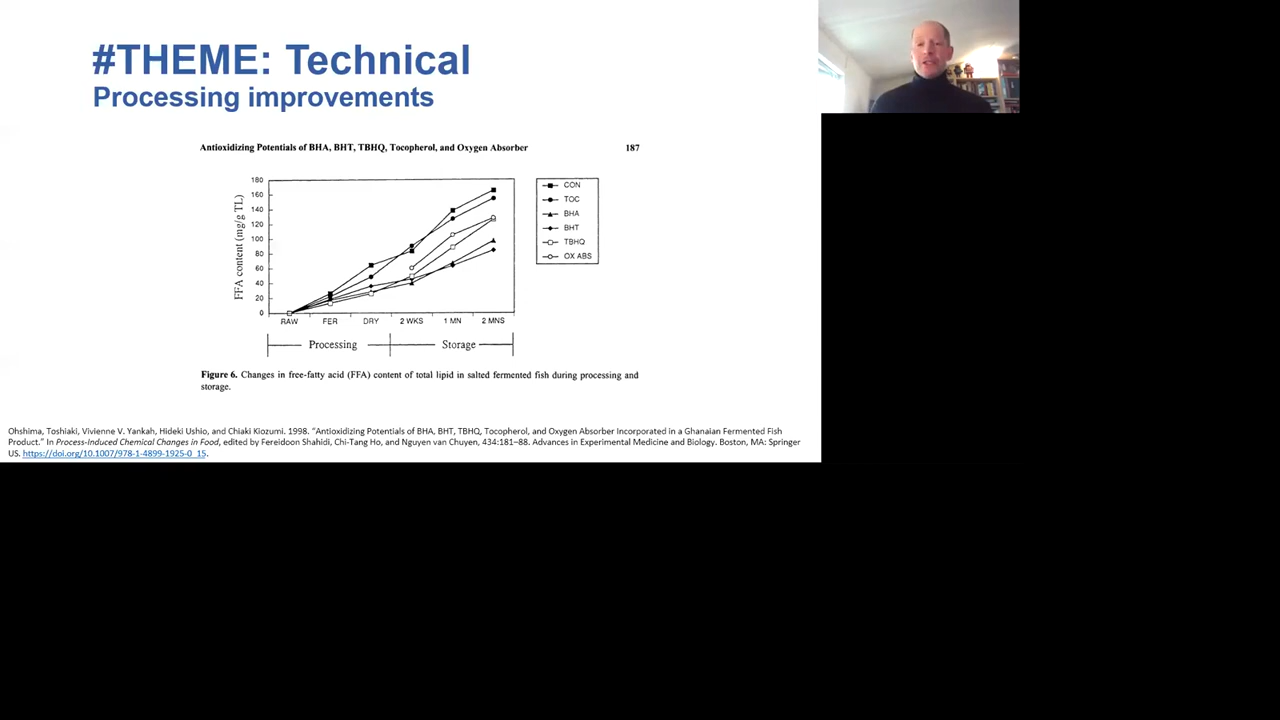 #THEME: Technical
Processing improvements
Antioxidizing Potentials of BHA, BHT, TBHQ, Tocopherol, and Oxygen Absorber 187
FFA content (mg/g TL)
180
160
140
120
100
80
60
40
20
0
RAW FER DRY 2 WKS 1 MN 2 MNS
Processing Storage
CON
TOC
BHA
BHT
TBHQ
OX ABS
Figure 6. Changes in free-fatty acid (FFA) content of total lipid in salted fermented fish during processing and
storage.
Ohshima, Toshiaki, Vivienne V. Yankah, Hideki Ushio, and Chiaki Kiozumi. 1998. “Antioxidizing Potentials of BHA, BHT, TBHQ, Tocopherol, and Oxygen Absorber Incorporated in a Ghanaian Fermented Fish
Product.” In Process-Induced Chemical Changes in Food, edited by Fereidoon Shahidi, Chi-Tang Ho, and Nguyen van Chuyen, 434:181–88. Advances in Experimental Medicine and Biology. Boston, MA: Springer
US. https://doi.org/10.1007/978-1-4899-1925-0_15.